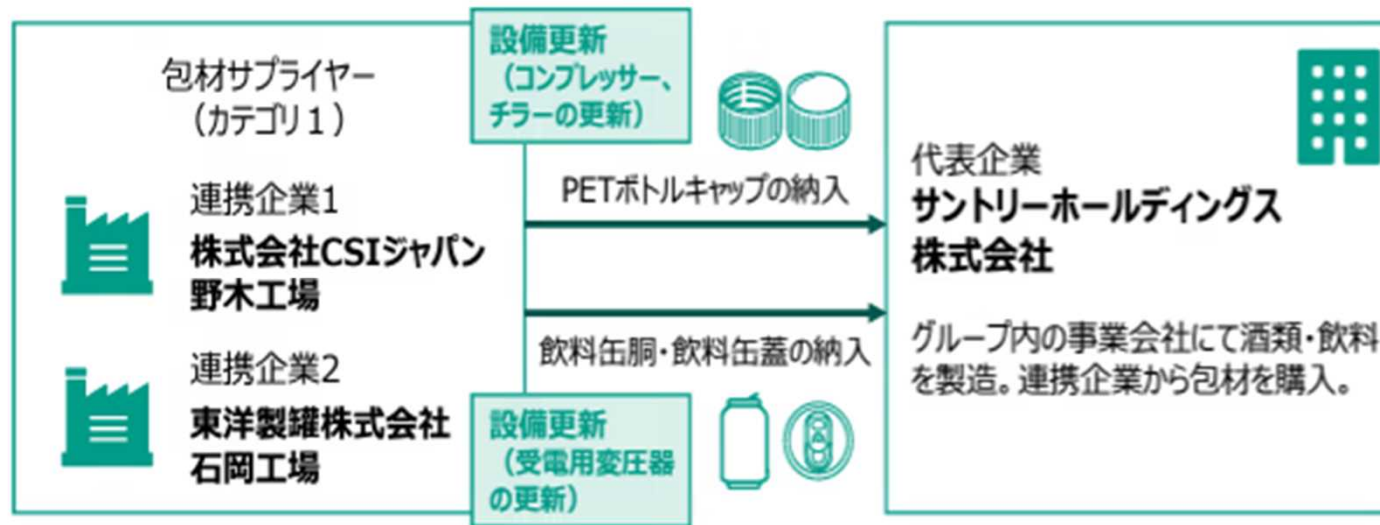 包材サプライヤー
（カテゴリ１）
連携企業1
株式会社CSIジャパン
野木工場
連携企業2
東洋製罐株式会社
石岡工場
設備更新
（コンプレッサー、
チラーの更新）
PETボトルキャップの納入
飲料缶胴・飲料缶蓋の納入
設備更新
（受電用変圧器
の更新）
代表企業
サントリーホールディングス
株式会社
グループ内の事業会社にて酒類・飲料
を製造。連携企業から包材を購入。